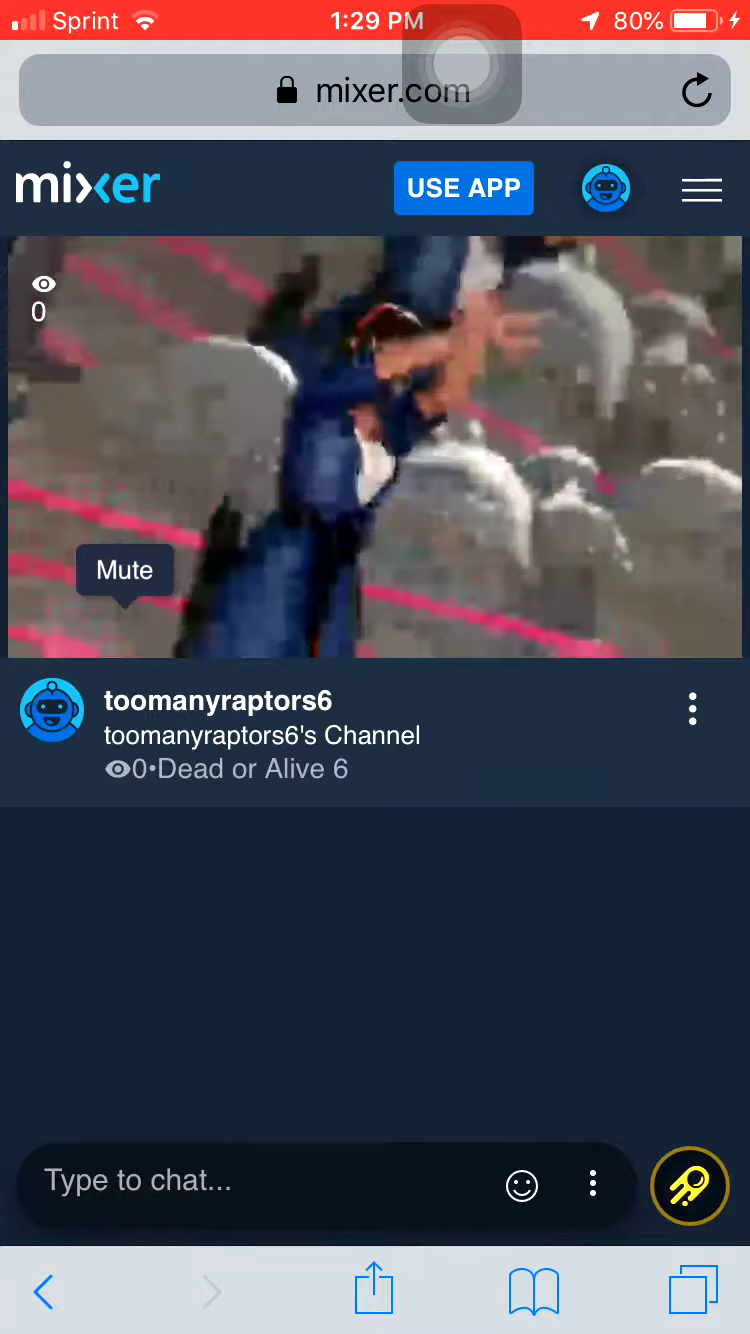 Sprint 1:29 PM 80%
mixer.com
mixer USE APP
0
Mute
toomanyraptors6
toomanyraptors6's Channel
0•Dead or Alive 6
Type to chat...